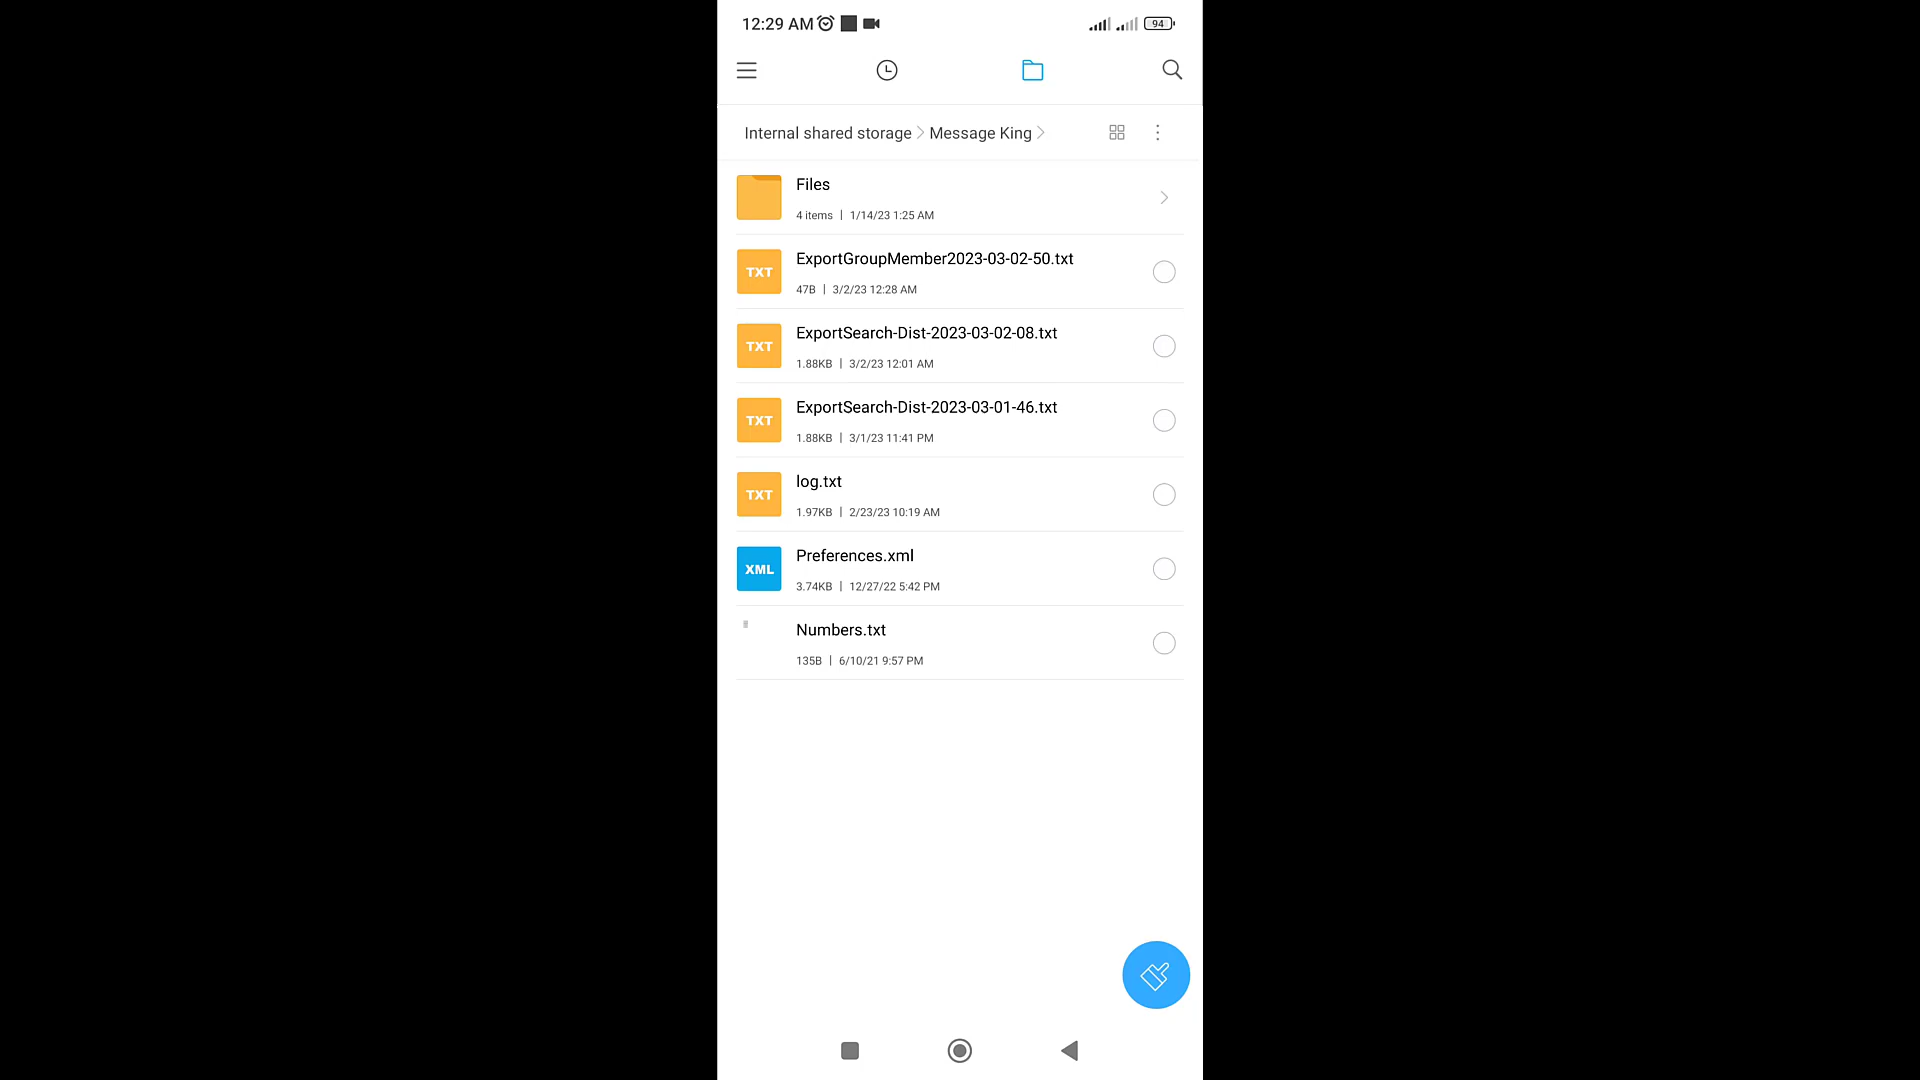 12:29 AM
94
Internal shared storage
Message King
Files
4 items | 1/14/23 1:25 AM
TXT
ExportGroupMember2023-03-02-50.txt
47B | 3/2/23 12:28 AM
TXT
ExportSearch-Dist-2023-03-02-08.txt
1.88KB | 3/2/23 12:01 AM
TXT
ExportSearch-Dist-2023-03-01-46.txt
1.88KB | 3/1/23 11:41 PM
TXT
log.txt
1.97KB | 2/23/23 10:19 AM
XML
Preferences.xml
3.74KB | 12/27/22 5:42 PM
Numbers.txt
135B | 6/10/21 9:57 PM